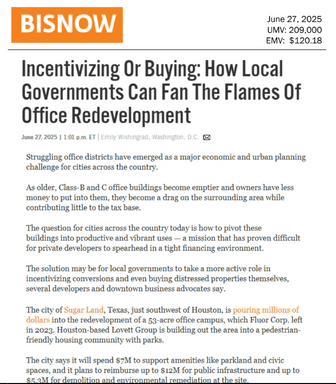 BISNOW
June 27, 2025
UMV: 209,000
EMV: $120.18
Incentivizing Or Buying: How Local
Governments Can Fan The Flames Of
Office Redevelopment
June 27, 2025 | 1:01 p.m. ET | Emily Wishingrad, Washington, D.C.
Struggling office districts have emerged as a major economic and urban planning
challenge for cities across the country.
As older, Class-B and C office buildings become emptier and owners have less
money to put into them, they become a drag on the surrounding area while
contributing little to the tax base.
The question for cities across the country today is how to pivot these
buildings into productive and vibrant uses — a mission that has proven difficult
for private developers to spearhead in a tight financing environment.
The solution may be for local governments to take a more active role in
incentivizing conversions and even buying distressed properties themselves,
several developers and downtown business advocates say.
The city of Sugar Land, Texas, just southwest of Houston, is pouring millions of
dollars into the redevelopment of a 53-acre office campus, which Fluor Corp. left
in 2023. Houston-based Lovett Group is building out the area into a pedestrian-
friendly housing community with parks.
The city says it will spend $7M to support amenities like parkland and civic
spaces, and it plans to reimburse up to $12M for public infrastructure and up to
$5.3M for demolition and environmental remediation at the site.